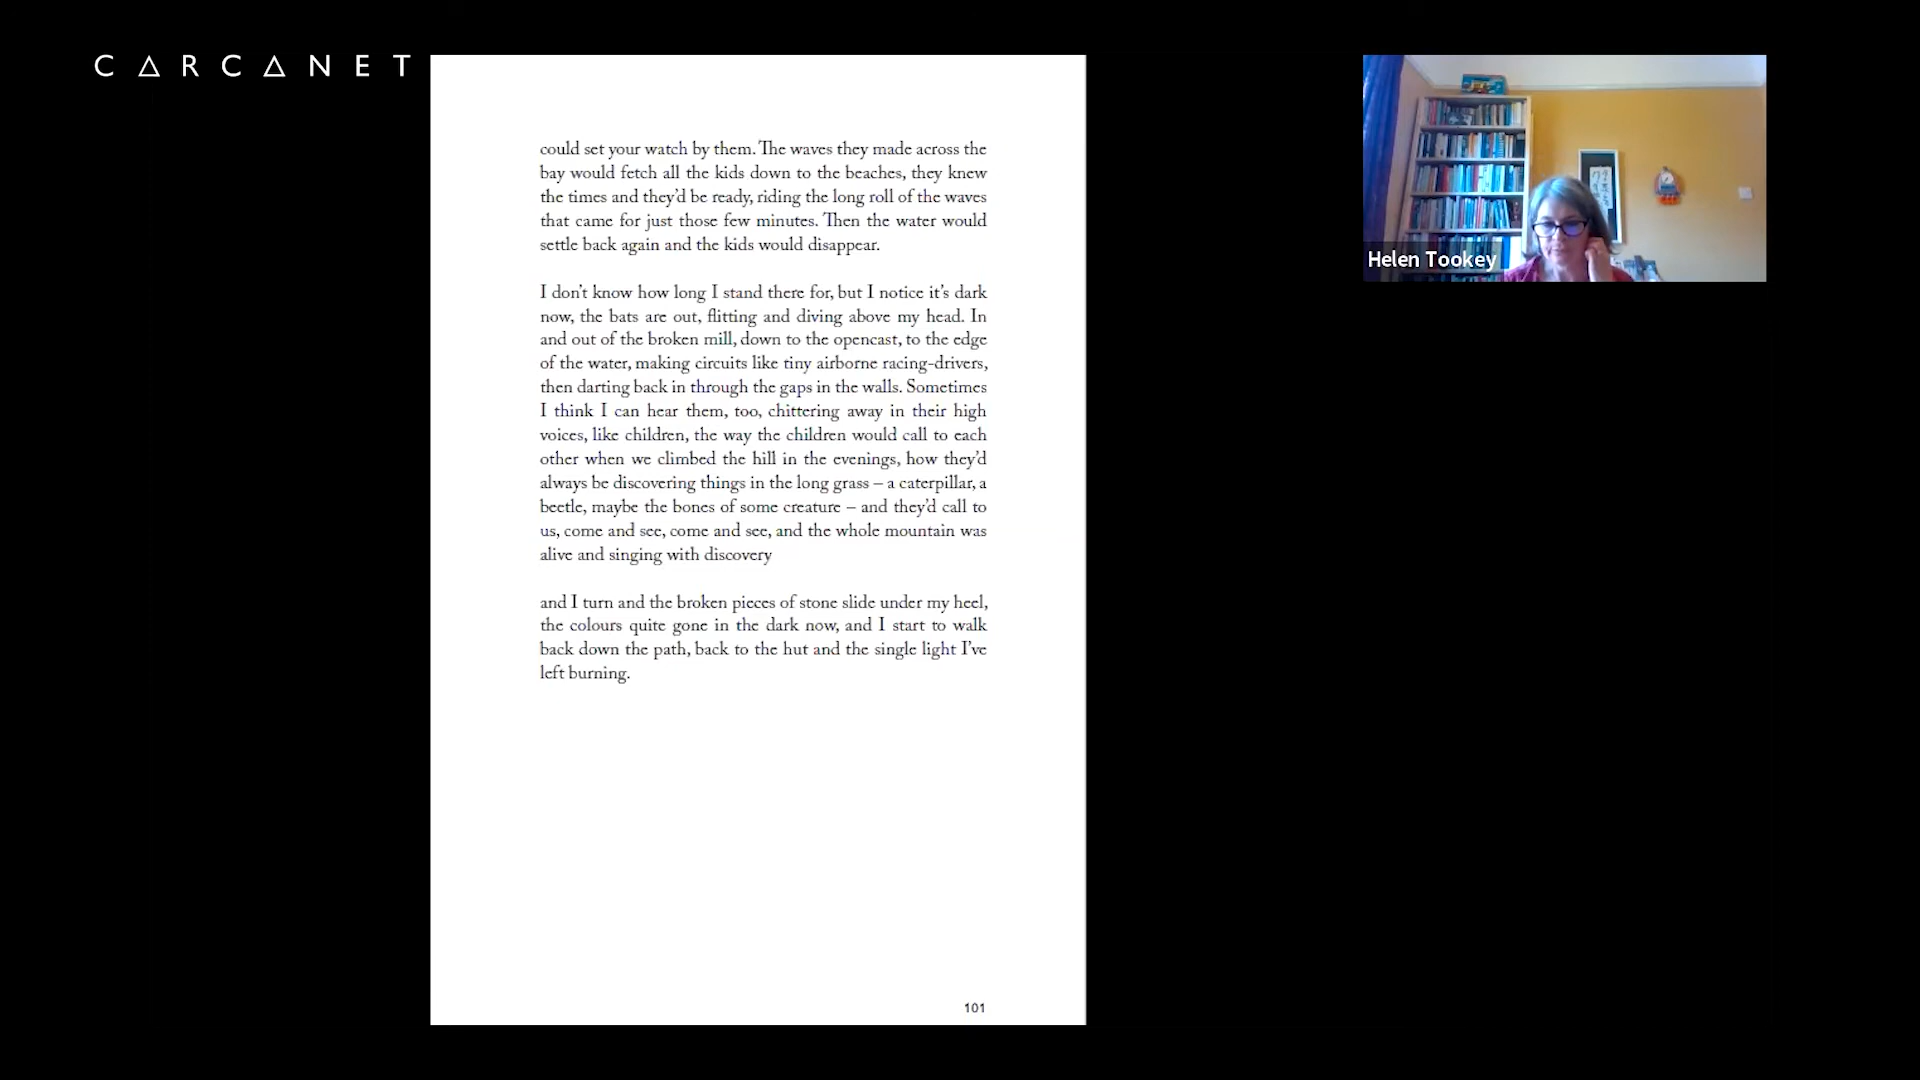 CARCANET
could set your watch by them. The waves they made across the
bay would fetch all the kids down to the beaches, they knew
the times and they'd be ready, riding the long roll of the waves
that came for just those few minutes. Then the water would
settle back again and the kids would disappear.
I don't know how long I stand there for, but I notice it's dark
now, the bats are out, flitting and diving above my head. In
and out of the broken mill, down to the opencast, to the edge
of the water, making circuits like tiny airborne racing-drivers,
then darting back in through the gaps in the walls. Sometimes
I think I can hear them, too, chittering away in their high
voices, like children, the way the children would call to each
other when we climbed the hill in the evenings, how they'd
always be discovering things in the long grass – a caterpillar, a
beetle, maybe the bones of some creature – and they'd call to
us, come and see, come and see, and the whole mountain was
alive and singing with discovery
and I turn and the broken pieces of stone slide under my heel,
the colours quite gone in the dark now, and I start to walk
back down the path, back to the hut and the single light I've
left burning.
101
Helen Tookey